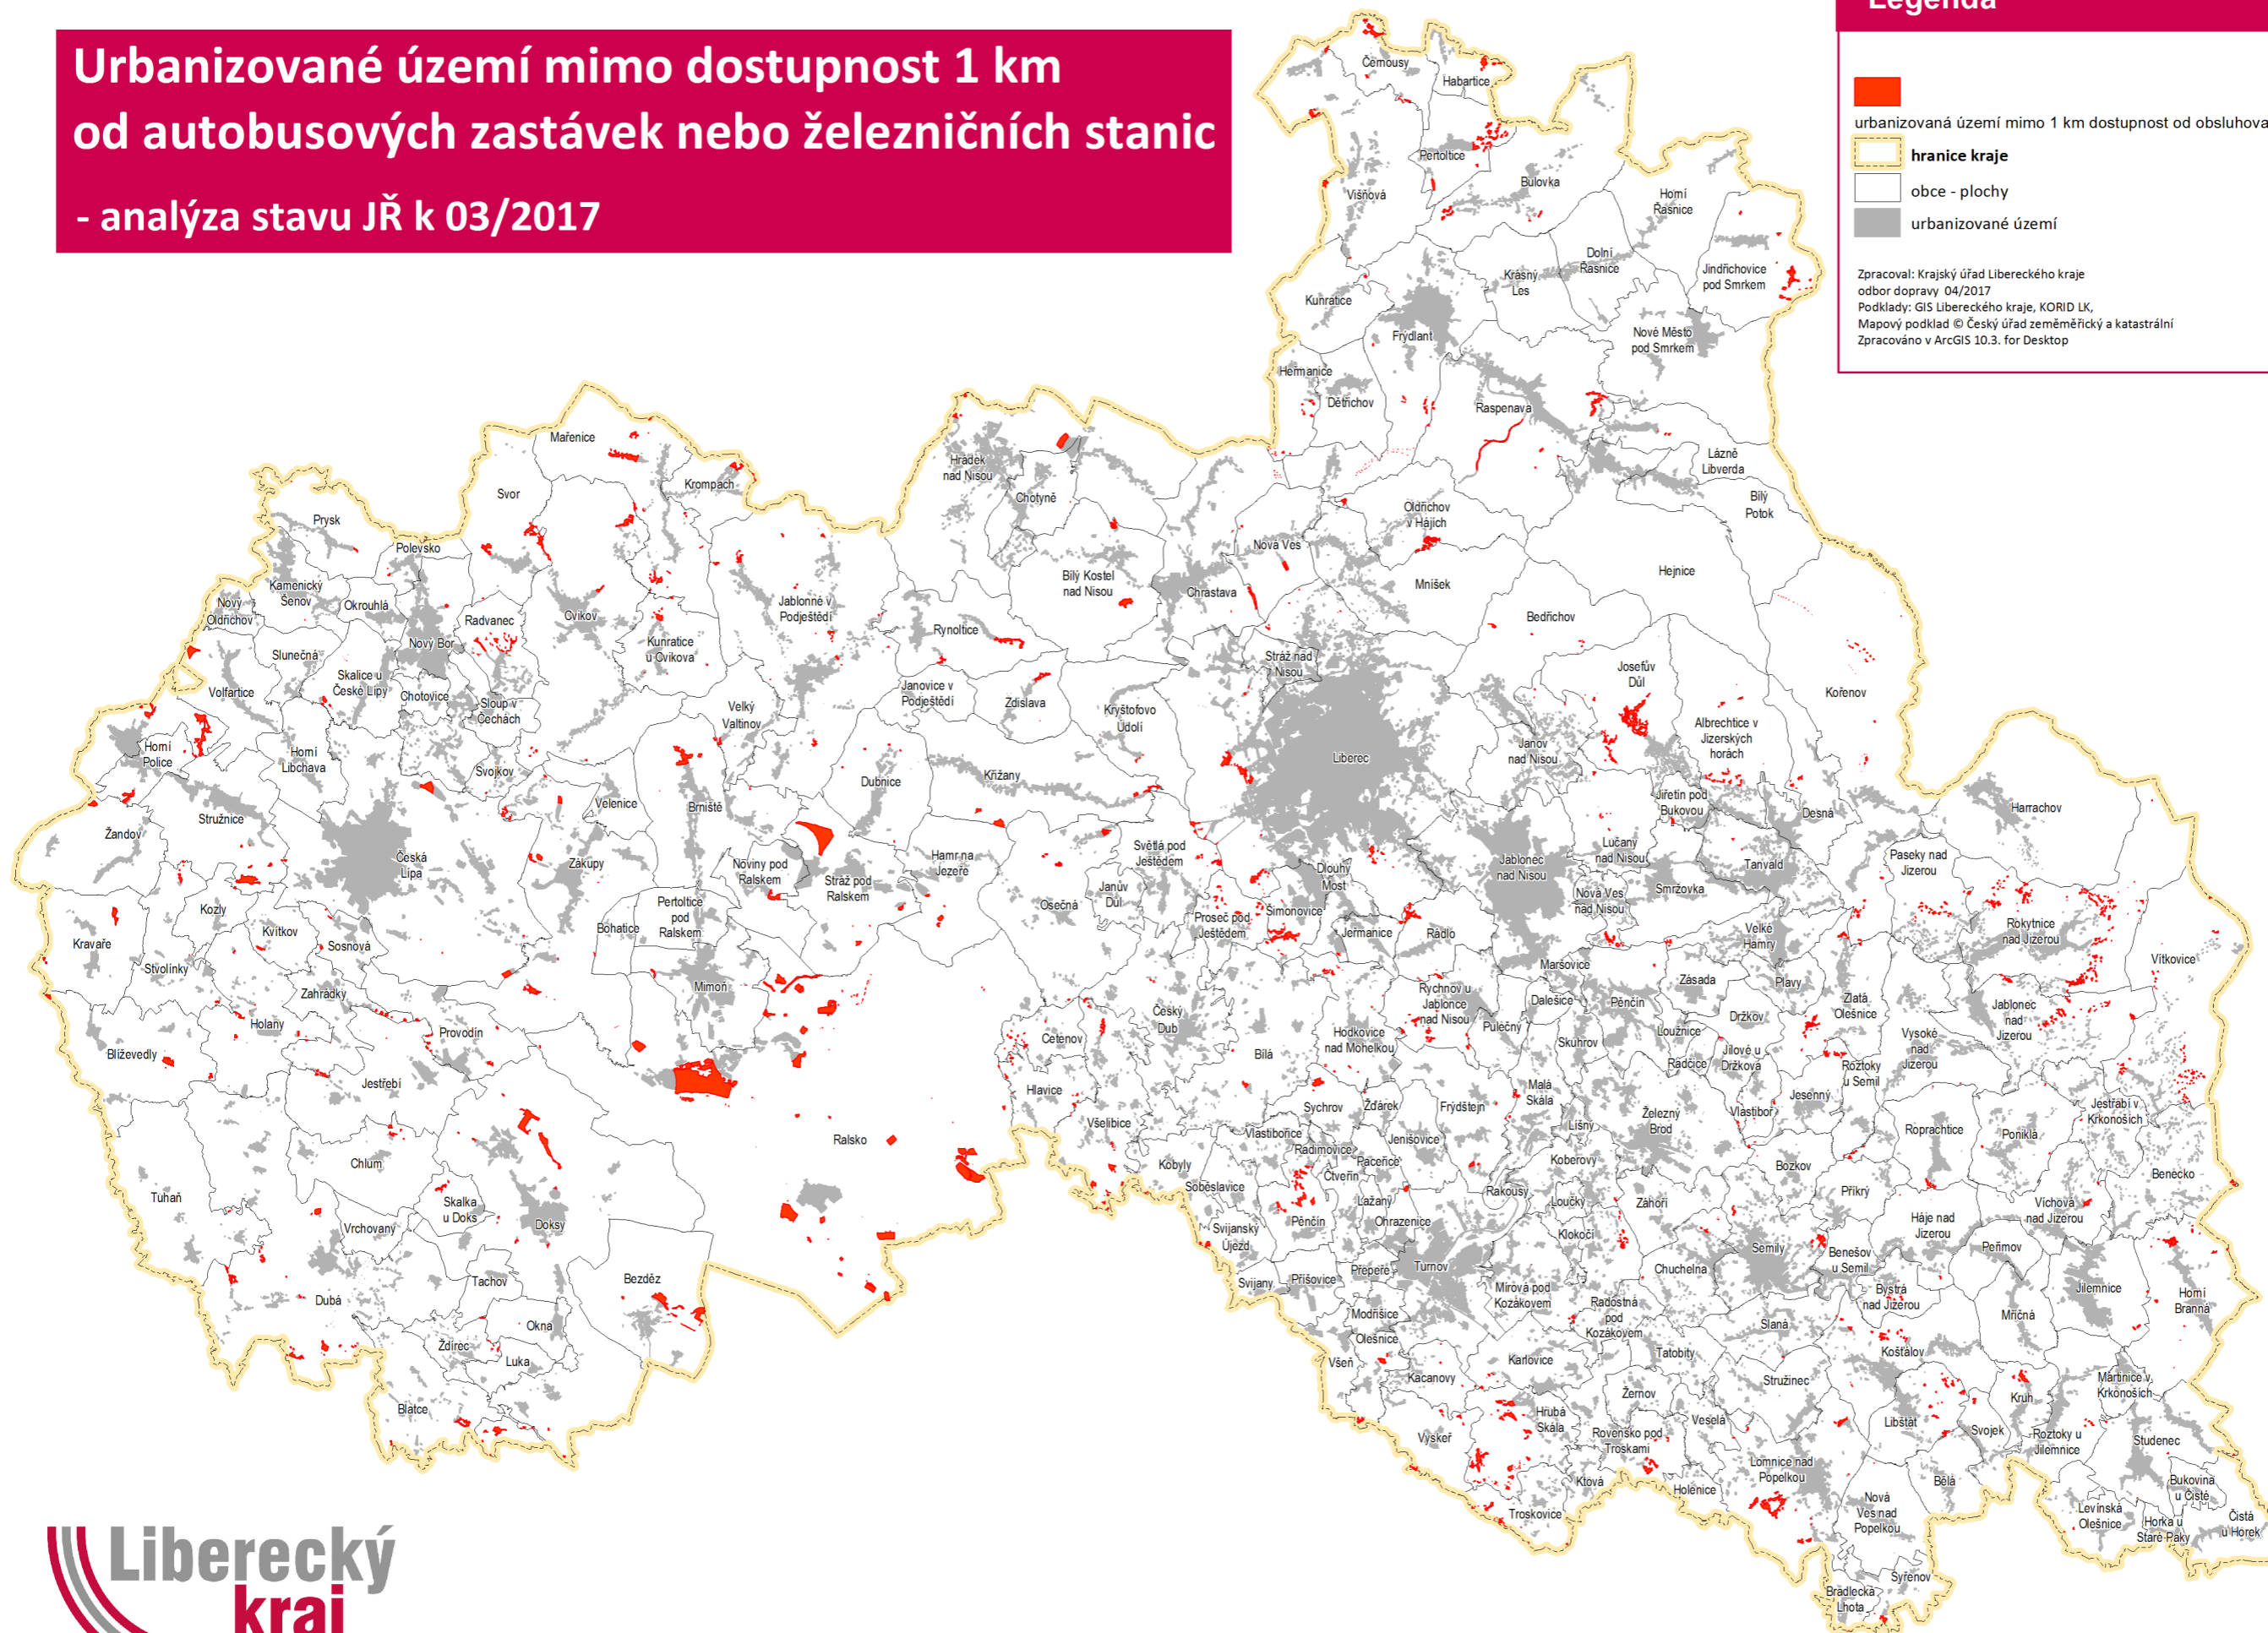 Urbanizované území mimo dostupnost 1 km
od autobusových zastávek nebo železničních stanic
- analýza stavu JŘ k 03/2017
Legenda
urbanizovaná území mimo 1 km dostupnost od obsluhova
hranice kraje
obce - plochy
urbanizované území
Zpracoval: Krajský úřad Libereckého kraje
odbor dopravy 04/2017
Podklady: GIS Libereckého kraje, KORID LK,
Mapový podklad © Český úřad zeměměřický a katastrální
Zpracováno v ArcGIS 10.3. for Desktop
Černousy
Habartice
Pertoltice
Višňová
Bulovka
Horní
Řasnice
Dolní
Řasnice
Krásný
Les
Jindřichovice
pod Smrkem
Kunratice
Frýdlant
Nové Město
pod Smrkem
Heřmanice
Dětřichov
Raspenava
Lázně
Libverda
Bílý
Potok
Mařenice
Krompach
Svor
Hrádek
nad Nisou
Chotyně
Oldřichov
v Hájích
Prysk
Polevsko
Nová Ves
Mníšek
Hejnice
Kamenický
Šenov
Nový
Oldřichov
Okrouhlá
Radvanec
Cvikov
Jablonné v
Podještědí
Bílý Kostel
nad Nisou
Chrastava
Bedřichov
Rynoltice
Slunečná
Nový Bor
Kunratice
u Cvikova
Stráž nad
Nisou
Josefův
Důl
Kořenov
Volfartice
Skalice u
České Lípy
Chotovice
Sloup v
Čechách
Velký
Valtinov
Janovice v
Podještědí
Zdislava
Kryštofovo
Údolí
Albrechtice v
Jizerských
horách
Horní
Police
Horní
Libchava
Svojkov
Liberec
Janov
nad Nisou
Dubnice
Křižany
Velenice
Brniště
Jiřetín pod
Bukovou
Desná
Harrachov
Stružnice
Žandov
Česká
Lípa
Zákupy
Noviny pod
Ralskem
Stráž pod
Ralskem
Hamr na
Jezeře
Světlá pod
Ještědem
Dlouhý
Most
Jablonec
nad Nisou
Lučany
nad Nisou
Tanvald
Paseky nad
Jizerou
Smržovka
Nová Ves
nad Nisou
Janův
Důl
Osečná
Kozly
Kvítkov
Kravaře
Sosnová
Bohatice
Pertoltice
pod
Ralskem
Proseč pod
Ještědem
Šimonovice
Jeřmanice
Rádlo
Velké
Hamry
Rokytnice
nad Jizerou
Vítkovice
Stvolínky
Zahrádky
Mimoň
Maršovice
Zásada
Plavy
Zlatá
Olešnice
Jablonec
nad
Jizerou
Rychnov u
Jablonce
nad Nisou
Dalešice
Pěnčín
Pulečný
Loužnice
Držkov
Holany
Provodín
Český
Dub
Cetenov
Bílá
Hodkovice
nad Mohelkou
Skuhrov
Radčice
Jílové u
Držkova
Roztoky
u Semil
Vysoké
nad
Jizerou
Blíževedly
Jestřebí
Hlavice
Všelibice
Malá
Skála
Jesenný
Vlastiboř
Jestřabí v
Krkonoších
Sychrov
Žďárek
Frýdštejn
Železný
Brod
Líšný
Ralsko
Chlum
Vlastibořice
Radimovice
Jenišovice
Paceřice
Čtveřín
Roprachtice
Poniklá
Koberovy
Bozkov
Benecko
Kobyly
Soběslavice
Tuhaň
Skalka
u Doks
Doksy
Vrchovany
Lažany
Rakousy
Loučky
Záhoří
Příkrý
Víchová
nad Jizerou
Svijanský
Újezd
Pěnčín
Ohrazenice
Klokočí
Háje nad
Jizerou
Semily
Benešov
u Semil
Peřimov
Přepeře
Turnov
Chuchelna
Bezděz
Tachov
Svijany
Příšovice
Mírová pod
Kozákovem
Bystrá
nad Jizerou
Jilemnice
Horní
Branná
Dubá
Okna
Modřišice
Radostná
pod
Kozákovem
Slaná
Mříčná
Ždírec
Luka
Olešnice
Všeň
Karlovice
Tatobity
Košťálov
Kacanovy
Stružinec
Žernov
Martinice v
Krkonoších
Kruh
Blatce
Hrubá
Skála
Veselá
Libštát
Svojek
Vyskeř
Rovensko pod
Troskami
Roztoky u
Jilemnice
Studenec
Lomnice nad
Popelkou
Ktová
Holenice
Bělá
Bukovina
u Čisté
Troskovice
Nová
Ves nad
Popelkou
Levínská
Olešnice
Horka u
Staré Paky
Čistá
u Horek
Syřenov
Bradlecká
Lhota
Liberecký
kraj